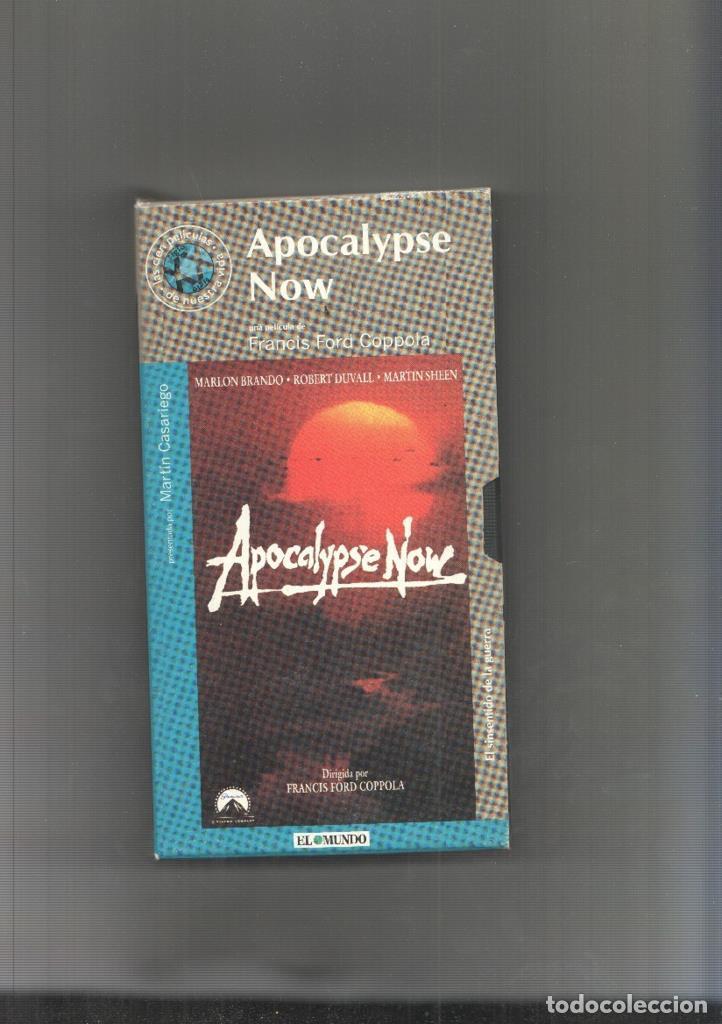 las cien películas
de nuestra vida
Apocalypse
Now
una película de
Francis Ford Coppola
presentada por Martín Casariego
MARLON BRANDO • ROBERT DUVALL • MARTIN SHEEN
Apocalypse Now
El sinsentido de la guerra
Dirigida por
FRANCIS FORD COPPOLA
EL MUNDO
todocoleccion